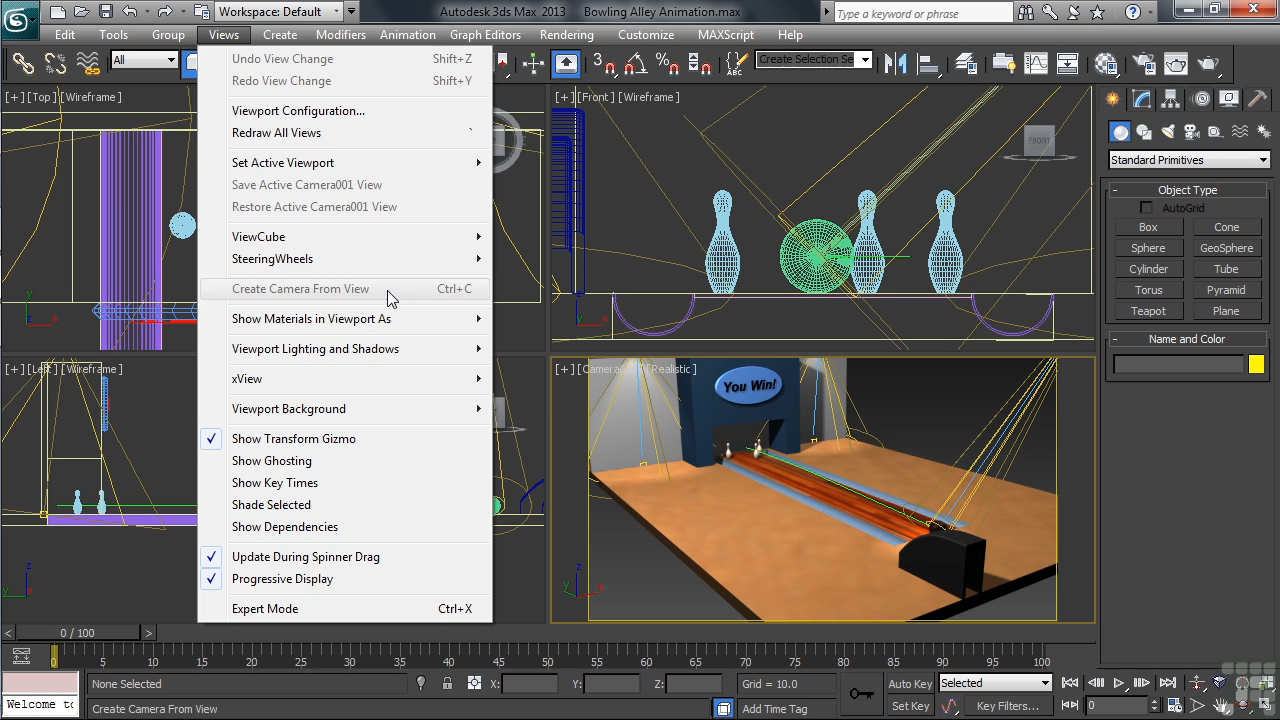 Workspace: Default
Autodesk 3ds Max 2013
Bowling Alley Animation.max
Type a keyword or phrase
Edit
Tools
Group
Views
Create
Modifiers
Animation
Graph Editors
Rendering
Customize
MAXScript
Help
All
3
Create Selection Se
[+] [Top] [Wireframe]
Undo View Change Shift+Z
Redo View Change Shift+Y
Viewport Configuration...
Redraw All Views `
Set Active Viewport
Save Active Camera001 View
Restore Active Camera001 View
ViewCube
SteeringWheels
Create Camera From View Ctrl+C
Show Materials in Viewport As
Viewport Lighting and Shadows
xView
Viewport Background
Show Transform Gizmo
Show Ghosting
Show Key Times
Shade Selected
Show Dependencies
Update During Spinner Drag
Progressive Display
Expert Mode Ctrl+X
[+] [Front] [Wireframe]
FRONT
z
x
y
x
[+] [Left] [Wireframe]
z
y
[+] [Camera001] [Realistic]
You Win!
z
y
x
Standard Primitives
- Object Type
AutoGrid
Box Cone
Sphere GeoSphere
Cylinder Tube
Torus Pyramid
Teapot Plane
- Name and Color
< 0 / 100 >
0 5 10 15 20 25 30 35 40 45 50 55 60 65 70 75 80 85 90 95 100
None Selected
X: Y: Z:
Grid = 10.0
Auto Key
Selected
Welcome to
Create Camera From View
Add Time Tag
Set Key
Key Filters...
0